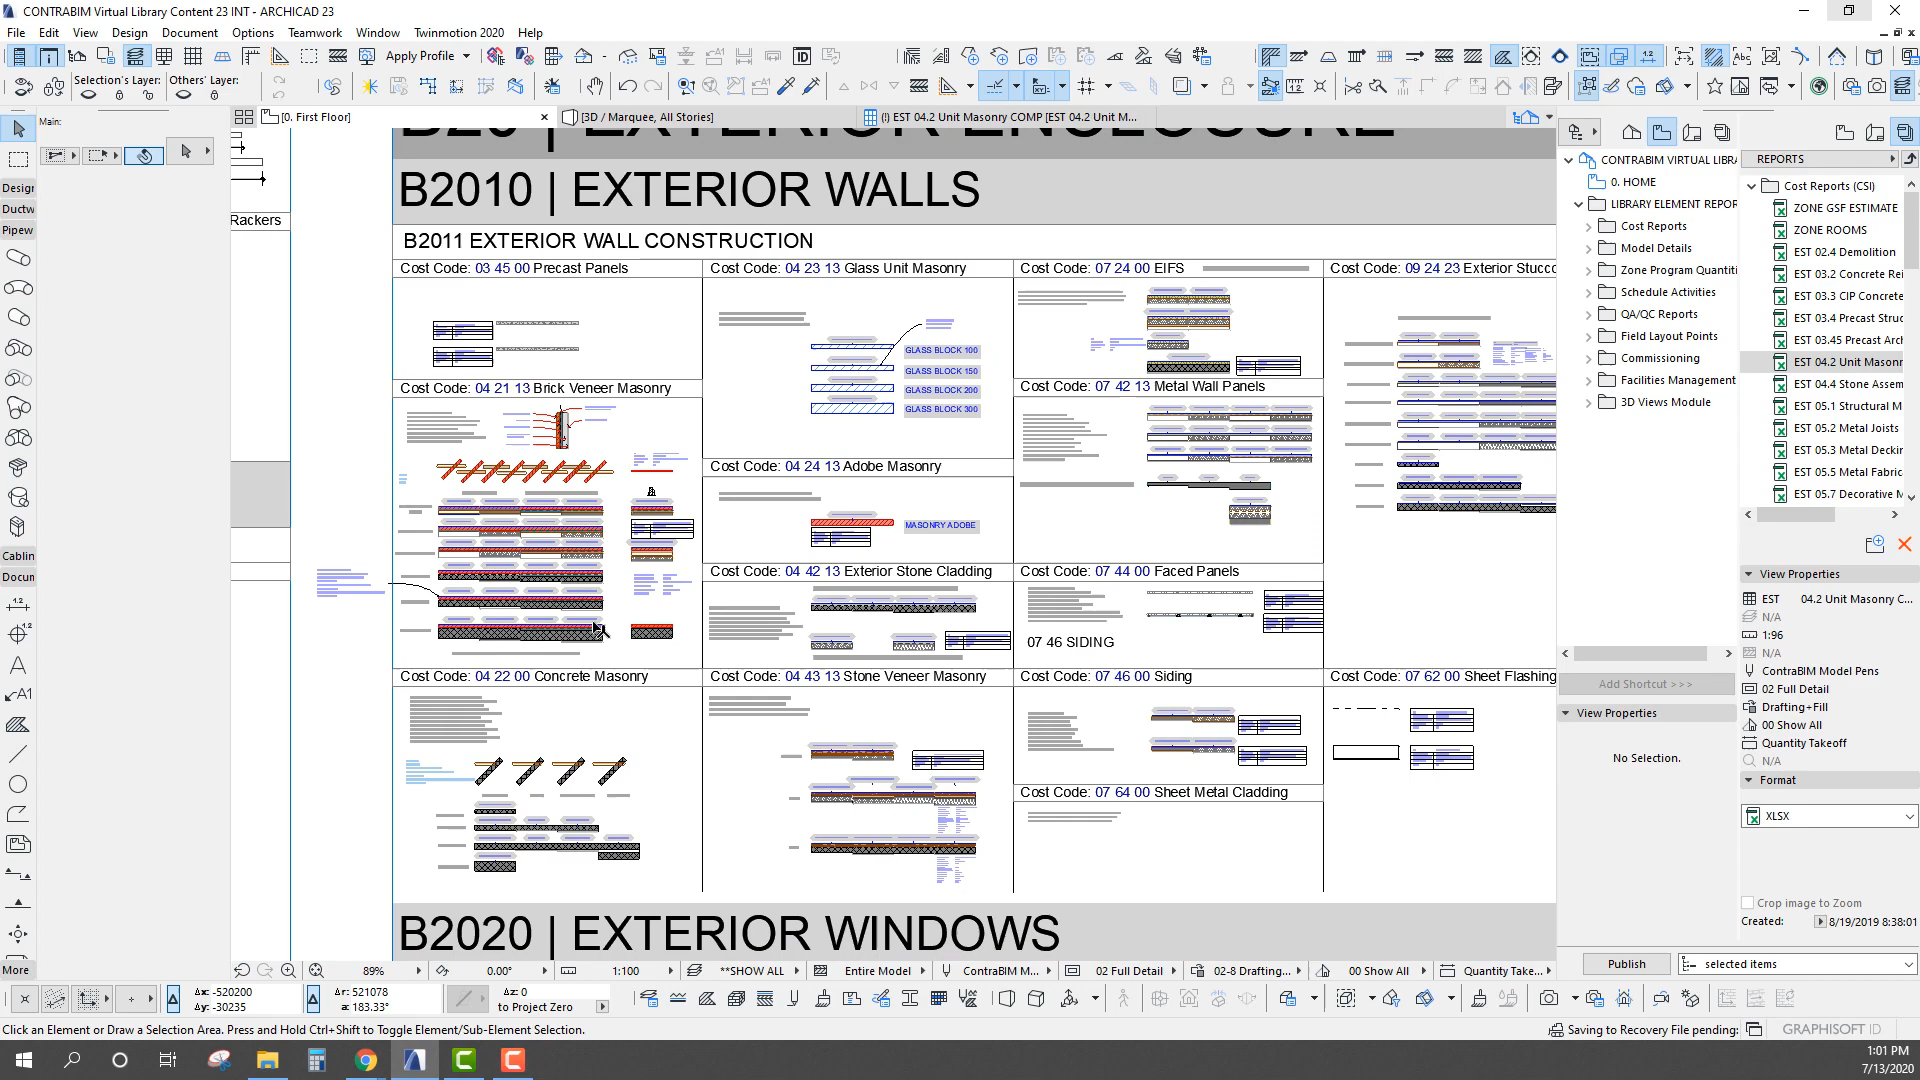 CONTRABIM Virtual Library Content 23 INT - ARCHICAD 23
File Edit View Design Document Options Teamwork Window Twinmotion 2020 Help
Apply Profile
Selection's Layer: Others' Layer:
[0. First Floor]
[3D / Marquee, All Stories]
(!) EST 04.2 Unit Masonry COMP [EST 04.2 Unit M...
Main:
Desigr
Ductw
Pipew
Cablin
Docun
More
Rackers
B20 | EXTERIOR ENCLOSURE
B2010 | EXTERIOR WALLS
B2011 EXTERIOR WALL CONSTRUCTION
Cost Code: 03 45 00 Precast Panels
Cost Code: 04 23 13 Glass Unit Masonry
Cost Code: 07 24 00 EIFS
Cost Code: 09 24 23 Exterior Stucco
GLASS BLOCK 100
GLASS BLOCK 150
GLASS BLOCK 200
GLASS BLOCK 300
Cost Code: 04 21 13 Brick Veneer Masonry
Cost Code: 07 42 13 Metal Wall Panels
Cost Code: 04 24 13 Adobe Masonry
MASONRY ADOBE
Cost Code: 04 42 13 Exterior Stone Cladding
Cost Code: 07 44 00 Faced Panels
07 46 SIDING
Cost Code: 04 22 00 Concrete Masonry
Cost Code: 04 43 13 Stone Veneer Masonry
Cost Code: 07 46 00 Siding
Cost Code: 07 62 00 Sheet Flashing
Cost Code: 07 64 00 Sheet Metal Cladding
B2020 | EXTERIOR WINDOWS
CONTRABIM VIRTUAL LIBRA
0. HOME
LIBRARY ELEMENT REPOR
Cost Reports
Model Details
Zone Program Quantiti
Schedule Activities
QA/QC Reports
Field Layout Points
Commissioning
Facilities Management
3D Views Module
Add Shortcut >>>
View Properties
No Selection.
REPORTS
Cost Reports (CSI)
ZONE GSF ESTIMATE
ZONE ROOMS
EST 02.4 Demolition
EST 03.2 Concrete Rei
EST 03.3 CIP Concrete
EST 03.4 Precast Struc
EST 03.45 Precast Arch
EST 04.2 Unit Masonr
EST 04.4 Stone Assem
EST 05.1 Structural M
EST 05.2 Metal Joists
EST 05.3 Metal Deckin
EST 05.5 Metal Fabric
EST 05.7 Decorative M
View Properties
EST 04.2 Unit Masonry C...
N/A
1:96
N/A
ContraBIM Model Pens
02 Full Detail
Drafting+Fill
00 Show All
Quantity Takeoff
N/A
Format
XLSX
Crop image to Zoom
Created: 8/19/2019 8:38:01
Publish selected items
89% 0.00° 1:100 **SHOW ALL Entire Model ContraBIM M... 02 Full Detail 02-8 Drafting... 00 Show All Quantity Take...
Δx: -520200
Δy: -30235
Δr: 521078
a: 183.33°
Δz: 0
to Project Zero
Click an Element or Draw a Selection Area. Press and Hold Ctrl+Shift to Toggle Element/Sub-Element Selection.
Saving to Recovery File pending:
GRAPHISOFT ID
1:01 PM
7/13/2020